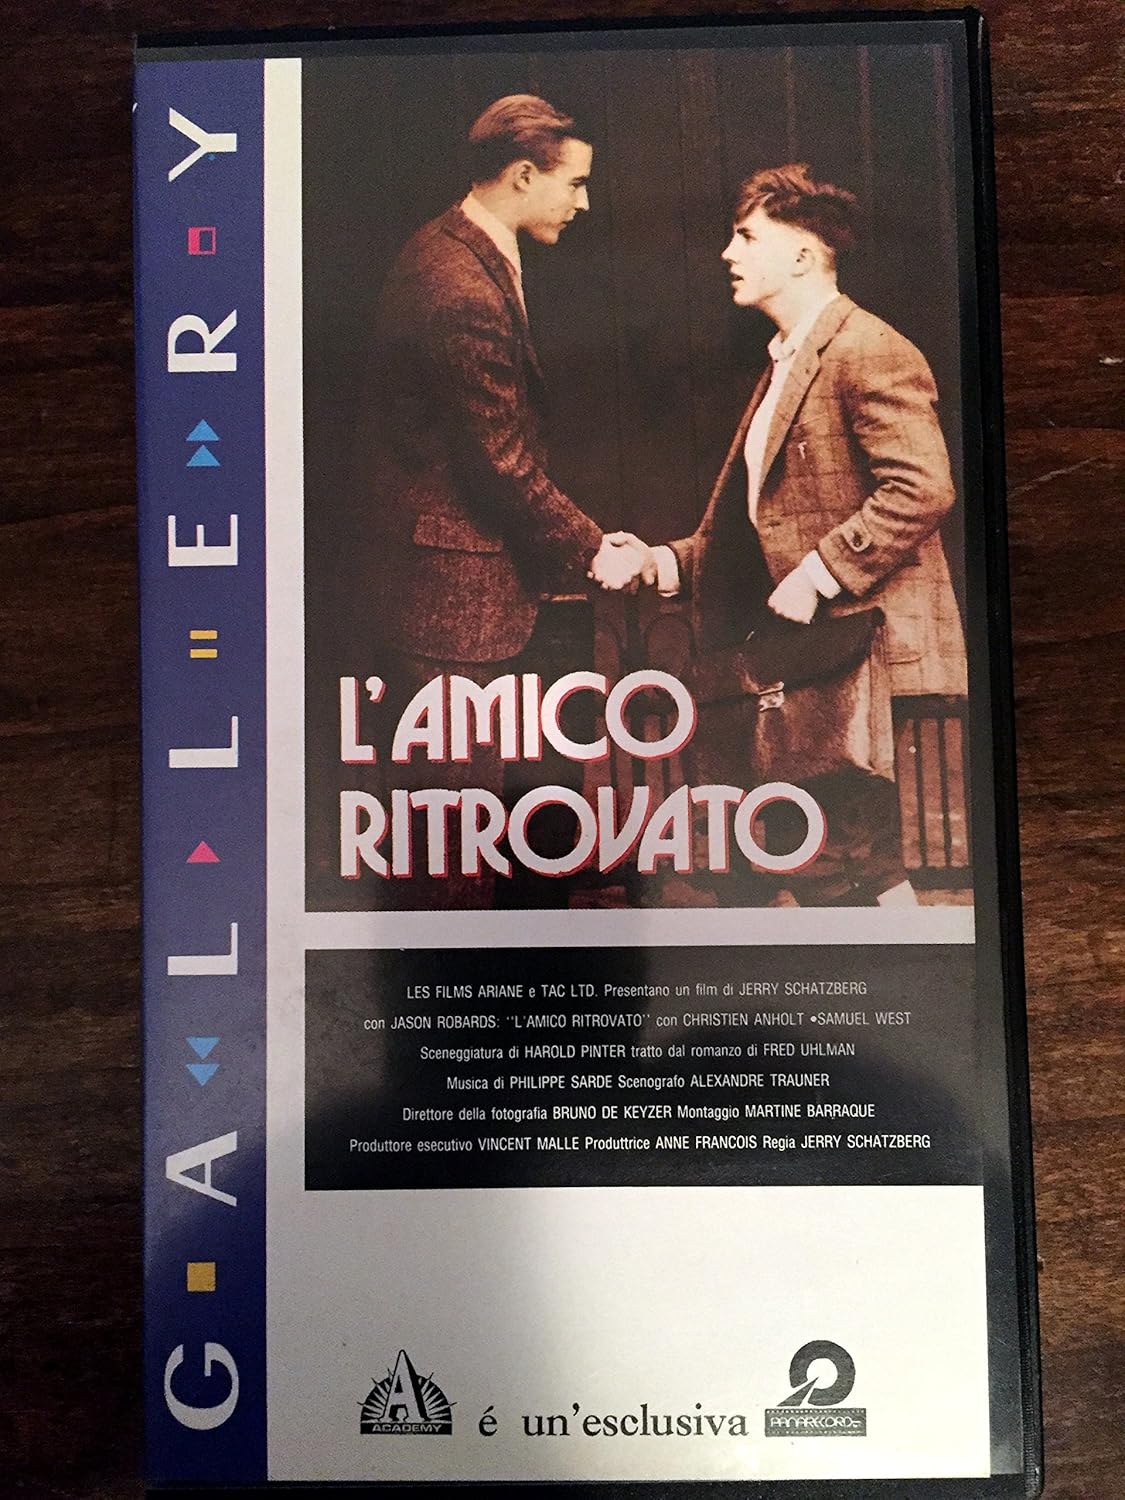 GALLERY
L'AMICO
RITROVATO
LES FILMS ARIANE e TAC LTD. Presentano un film di JERRY SCHATZBERG
con JASON ROBARDS: "L'AMICO RITROVATO" con CHRISTIEN ANHOLT •SAMUEL WEST
Sceneggiatura di HAROLD PINTER tratto dal romanzo di FRED UHLMAN
Musica di PHILIPPE SARDE Scenografo ALEXANDRE TRAUNER
Direttore della fotografia BRUNO DE KEYZER Montaggio MARTINE BARRAQUE
Produttore esecutivo VINCENT MALLE Produttrice ANNE FRANCOIS Regia JERRY SCHATZBERG
A
ACADEMY
é un'esclusiva
PANARECORD